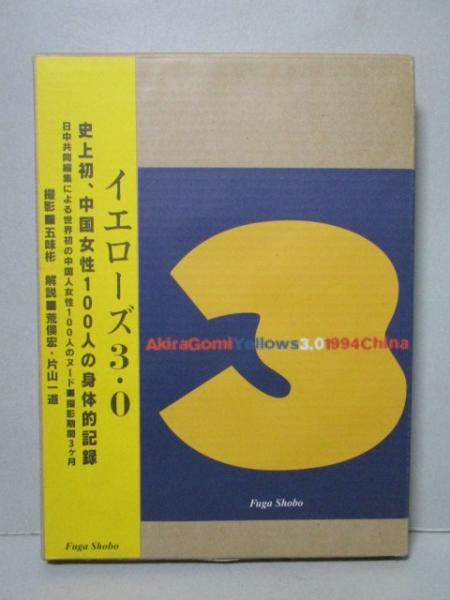 イエローズ3・0
史上初、中国女性100人の身体的記録
日中共同編集による世界初の中国人女性100人のヌード■撮影期間3ヶ月
撮影■五味彬 解説■荒俣宏・片山一道
Fuga Shobo
3
AkiraGomiYellows3.01994China
Fuga Shobo